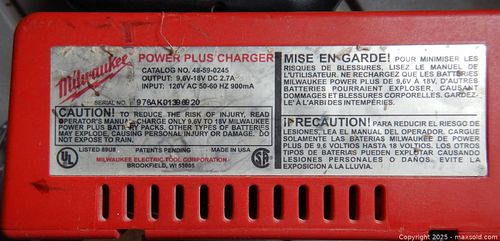 Milwaukee
POWER PLUS CHARGER
CATALOG NO. 48-59-0245
OUTPUT: 9,6V-18V DC 2.7A
INPUT: 120V AC 50-60 HZ 900mA
SERIAL NO. 976AK01396920
CAUTION! TO REDUCE THE RISK OF INJURY, READ
OPERATOR'S MANUAL. CHARGE ONLY 9,6V TO 18V MILWAUKEE
POWER PLUS BATTERY PACKS. OTHER TYPES OF BATTERIES
MAY EXPLODE, CAUSING PERSONAL INJURY OR DAMAGE. DO
NOT EXPOSE TO RAIN.
UL LISTED 89U8 PATENTS PENDING MADE IN USA
MILWAUKEE ELECTRIC TOOL CORPORATION
BROOKFIELD, WI 53005
MISE EN GARDE! POUR MINIMISER LES
RISQUES DE BLESSURES, LISEZ LE MANUEL DE
L'UTILISATEUR. NE RECHARGEZ QUE LES BATTERIES
MILWAUKEE POWER PLUS DE 9,6V À 18V, D'AUTRES
BATTERIES POURRAIENT EXPLOSER, CAUSANT
DOMMAGES ET BLESSURES CORPORELLES. GARDEZ-
LE À L'ABRI DE LA PLUIE.
¡PRECAUCIÓN! PARA REDUCIR EL RIESGO DE
LESIONES, LEA EL MANUAL DEL OPERADOR. CARGUE
SOLAMENTE LAS BATERIAS MILWAUKEE DE POWER
PLUS DE 9,6 VOLTIOS HASTA 18 VOLTIOS. LOS OTROS
TIPOS DE BATERIAS PUEDEN EXPLOTAR CAUSANDO
LESIONES PERSONALES O DAÑOS. EVITE LA
EXPOSICION A LA LLUVIA.
Copyright 2025 - maxsold.com